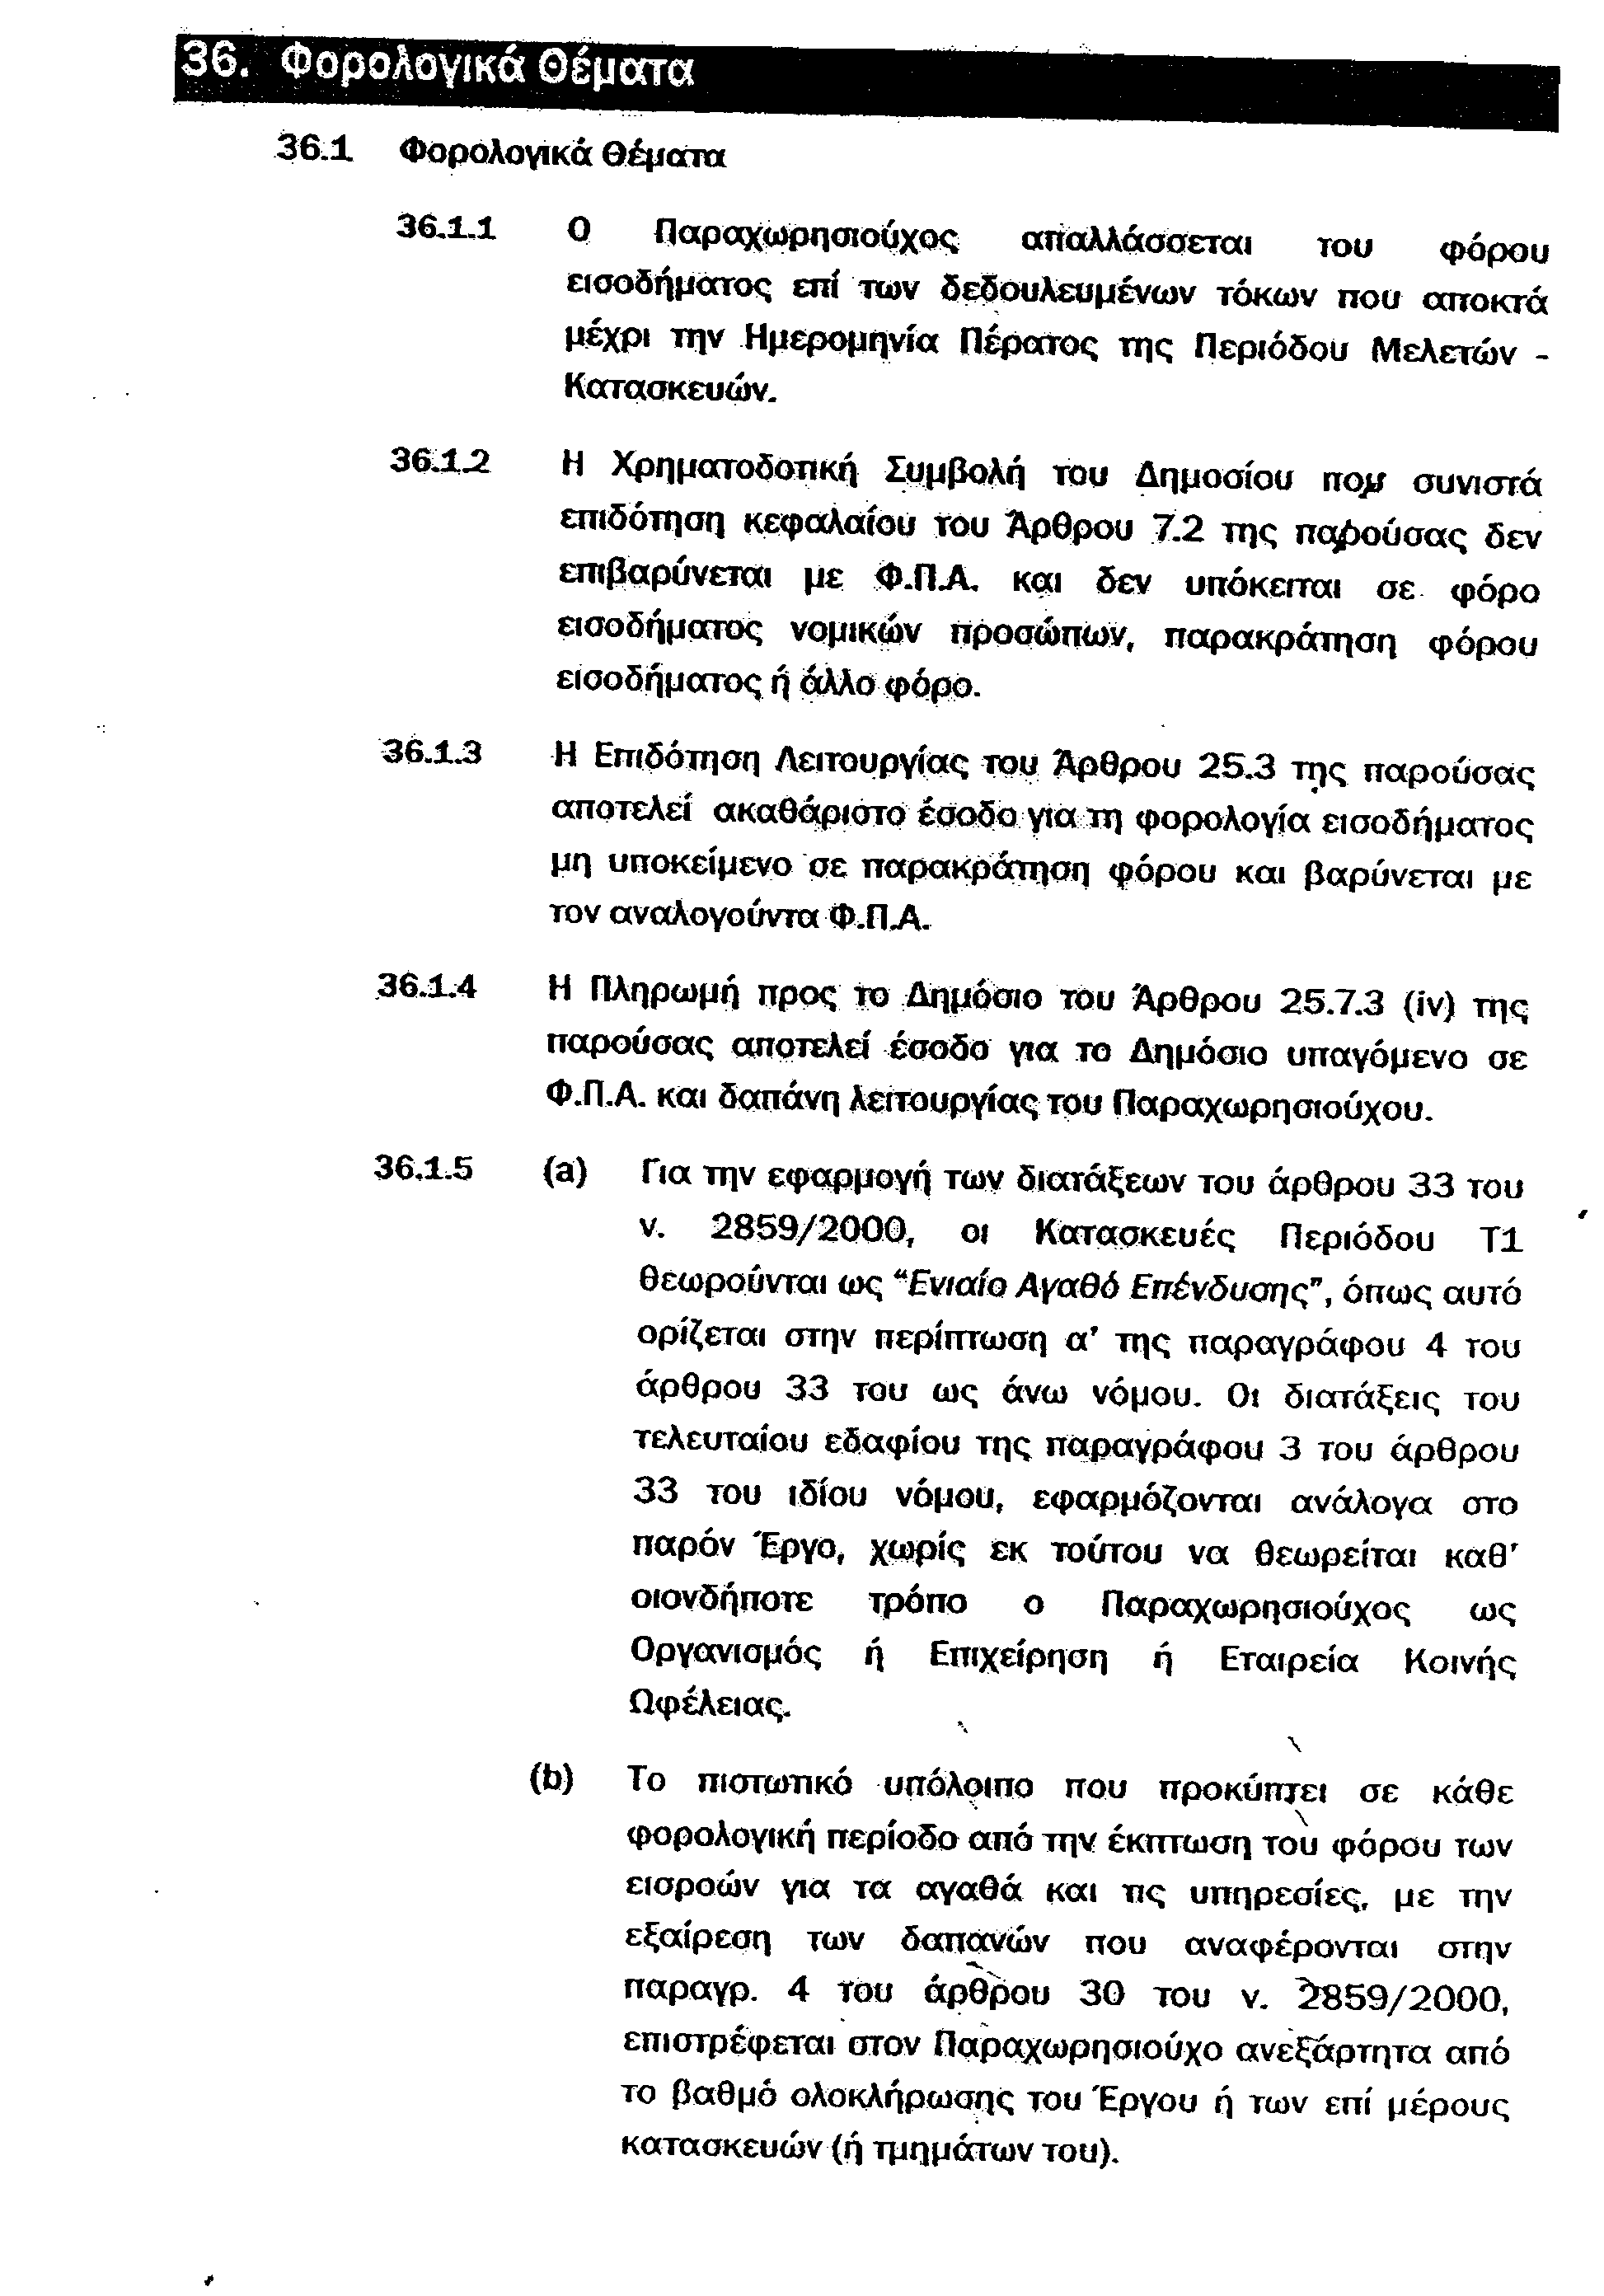 36. Φορολογικά Θέματα
36.1 Φορολογικά Θέματα
36.1.1 Ο Παραχωρησιούχος απαλλάσσεται του φόρου
εισοδήματος επί των δεδουλευμένων τόκων που αποκτά
μέχρι την Ημερομηνία Πέρατος της Περιόδου Μελετών -
Κατασκευών.
36.1.2 Η Χρηματοδοτική Συμβολή του Δημοσίου που συνιστά
επιδότηση κεφαλαίου του Άρθρου 7.2 της παρούσας δεν
επιβαρύνεται με Φ.Π.Α. και δεν υπόκειται σε φόρο
εισοδήματος νομικών προσώπων, παρακράτηση φόρου
εισοδήματος ή άλλο φόρο.
36.1.3 Η Επιδότηση Λειτουργίας του Άρθρου 25.3 της παρούσας
αποτελεί ακαθάριστο έσοδο για τη φορολογία εισοδήματος
μη υποκείμενο σε παρακράτηση φόρου και βαρύνεται με
τον αναλογούντα Φ.Π.Α.
36.1.4 Η Πληρωμή προς το Δημόσιο του Άρθρου 25.7.3 (iv) της
παρούσας αποτελεί έσοδο για το Δημόσιο υπαγόμενο σε
Φ.Π.Α. και δαπάνη λειτουργίας του Παραχωρησιούχου.
36.1.5 (a) Για την εφαρμογή των διατάξεων του άρθρου 33 του
ν. 2859/2000, οι Κατασκευές Περιόδου Τ1
θεωρούνται ως “Ενιαίο Αγαθό Επένδυσης”, όπως αυτό
ορίζεται στην περίπτωση α’ της παραγράφου 4 του
άρθρου 33 του ως άνω νόμου. Οι διατάξεις του
τελευταίου εδαφίου της παραγράφου 3 του άρθρου
33 του ιδίου νόμου, εφαρμόζονται ανάλογα στο
παρόν Έργο, χωρίς εκ τούτου να θεωρείται καθ’
οιονδήποτε τρόπο ο Παραχωρησιούχος ως
Οργανισμός ή Επιχείρηση ή Εταιρεία Κοινής
Ωφέλειας.
(b) Το πιστωτικό υπόλοιπο που προκύπτει σε κάθε
φορολογική περίοδο από την έκπτωση του φόρου των
εισροών για τα αγαθά και τις υπηρεσίες, με την
εξαίρεση των δαπανών που αναφέρονται στην
παραγρ. 4 του άρθρου 30 του ν. 2859/2000,
επιστρέφεται στον Παραχωρησιούχο ανεξάρτητα από
το βαθμό ολοκλήρωσης του Έργου ή των επί μέρους
κατασκευών (ή τμημάτων του).